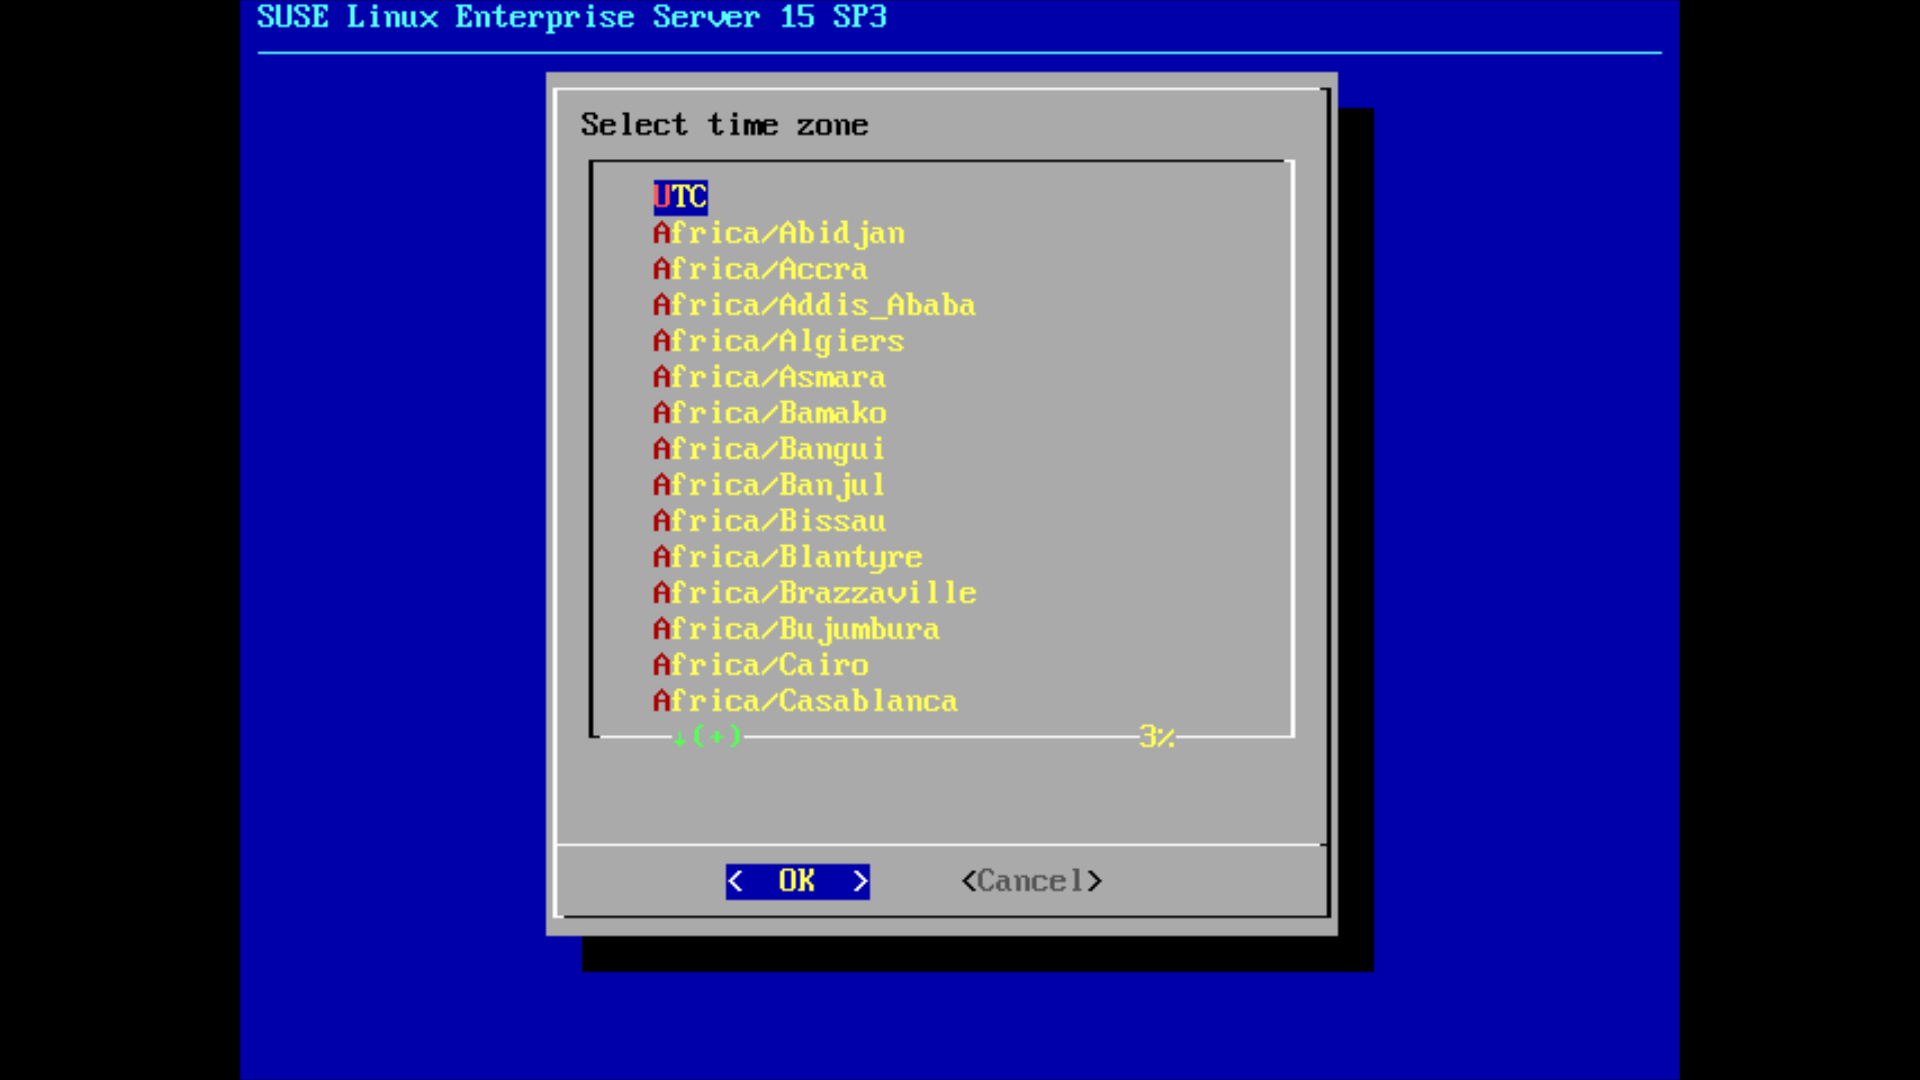 SUSE Linux Enterprise Server 15 SP3
Select time zone
UTC
Africa/Abidjan
Africa/Accra
Africa/Addis_Ababa
Africa/Algiers
Africa/Asmara
Africa/Bamako
Africa/Bangui
Africa/Banjul
Africa/Bissau
Africa/Blantyre
Africa/Brazzaville
Africa/Bujumbura
Africa/Cairo
Africa/Casablanca
↓(+) 3%
< OK > <Cancel>